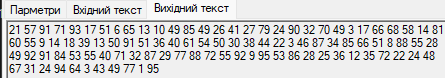 Парметри Вхідний текст Вихідний текст
21 57 91 71 93 17 51 6 65 13 10 49 85 49 26 41 27 79 24 90 32 70 49 3 17 66 68 58 14 81
60 55 9 14 18 39 13 50 91 51 36 40 61 54 50 30 38 44 22 3 46 87 34 85 66 51 8 88 55 28
49 92 91 84 53 55 40 71 32 87 29 77 88 72 55 92 9 95 53 86 28 25 36 12 35 72 22 24 48
67 31 24 94 64 3 43 49 77 1 95